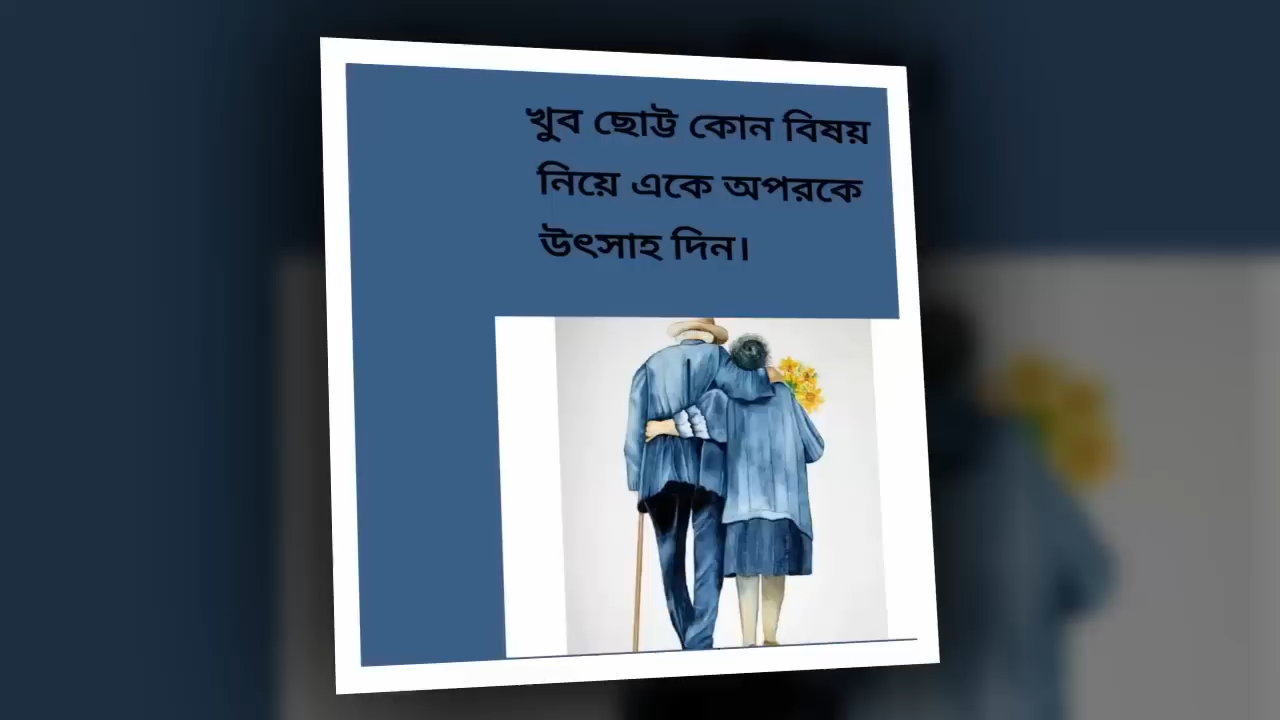 খুব ছোট্ট কোন বিষয়
নিয়ে একে অপরকে
উৎসাহ দিন।